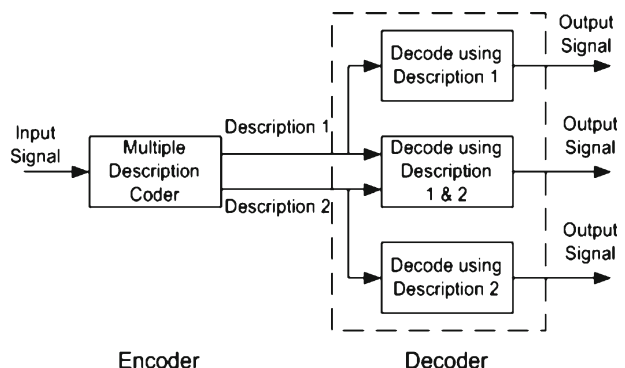 Input
Signal
Multiple
Description
Coder
Description 1
Description 2
Decode using
Description 1
Decode using
Description
1 & 2
Decode using
Description 2
Output
Signal
Output
Signal
Output
Signal
Encoder
Decoder